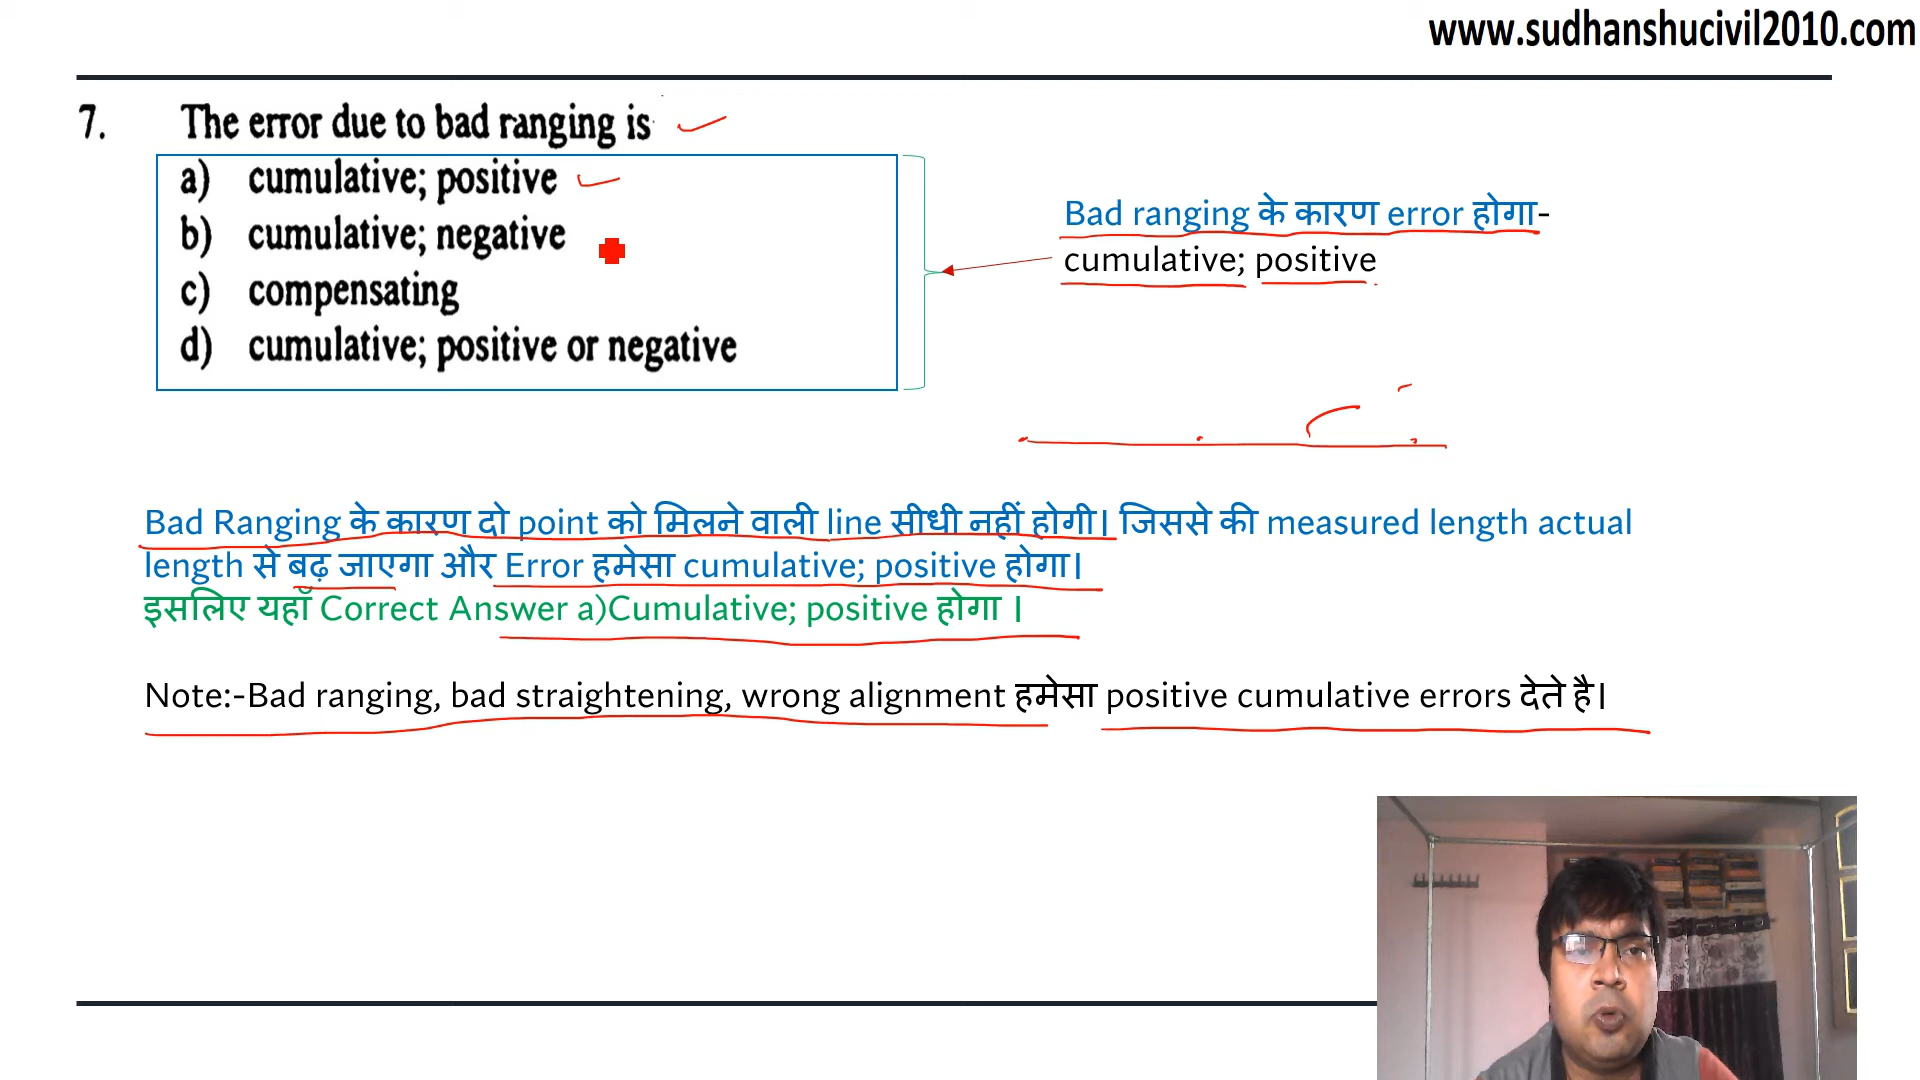 www.sudhanshucivil2010.com
7. The error due to bad ranging is
a) cumulative; positive
b) cumulative; negative
c) compensating
d) cumulative; positive or negative
Bad ranging के कारण error होगा-
cumulative; positive
Bad Ranging के कारण दो point को मिलने वाली line सीधी नहीं होगी। जिससे की measured length actual
length से बढ़ जाएगा और Error हमेसा cumulative; positive होगा।
इसलिए यहाँ Correct Answer a)Cumulative; positive होगा ।
Note:-Bad ranging, bad straightening, wrong alignment हमेसा positive cumulative errors देते है।